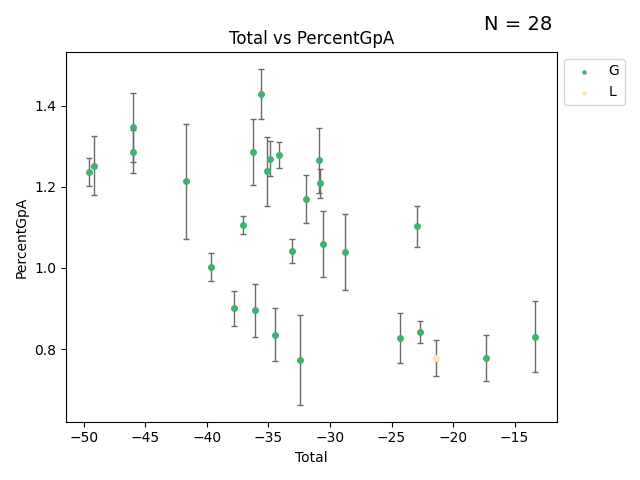 N = 28
Total vs PercentGpA
G
L
PercentGpA
1.4
1.2
1.0
0.8
−50 −45 −40 −35 −30 −25 −20 −15
Total